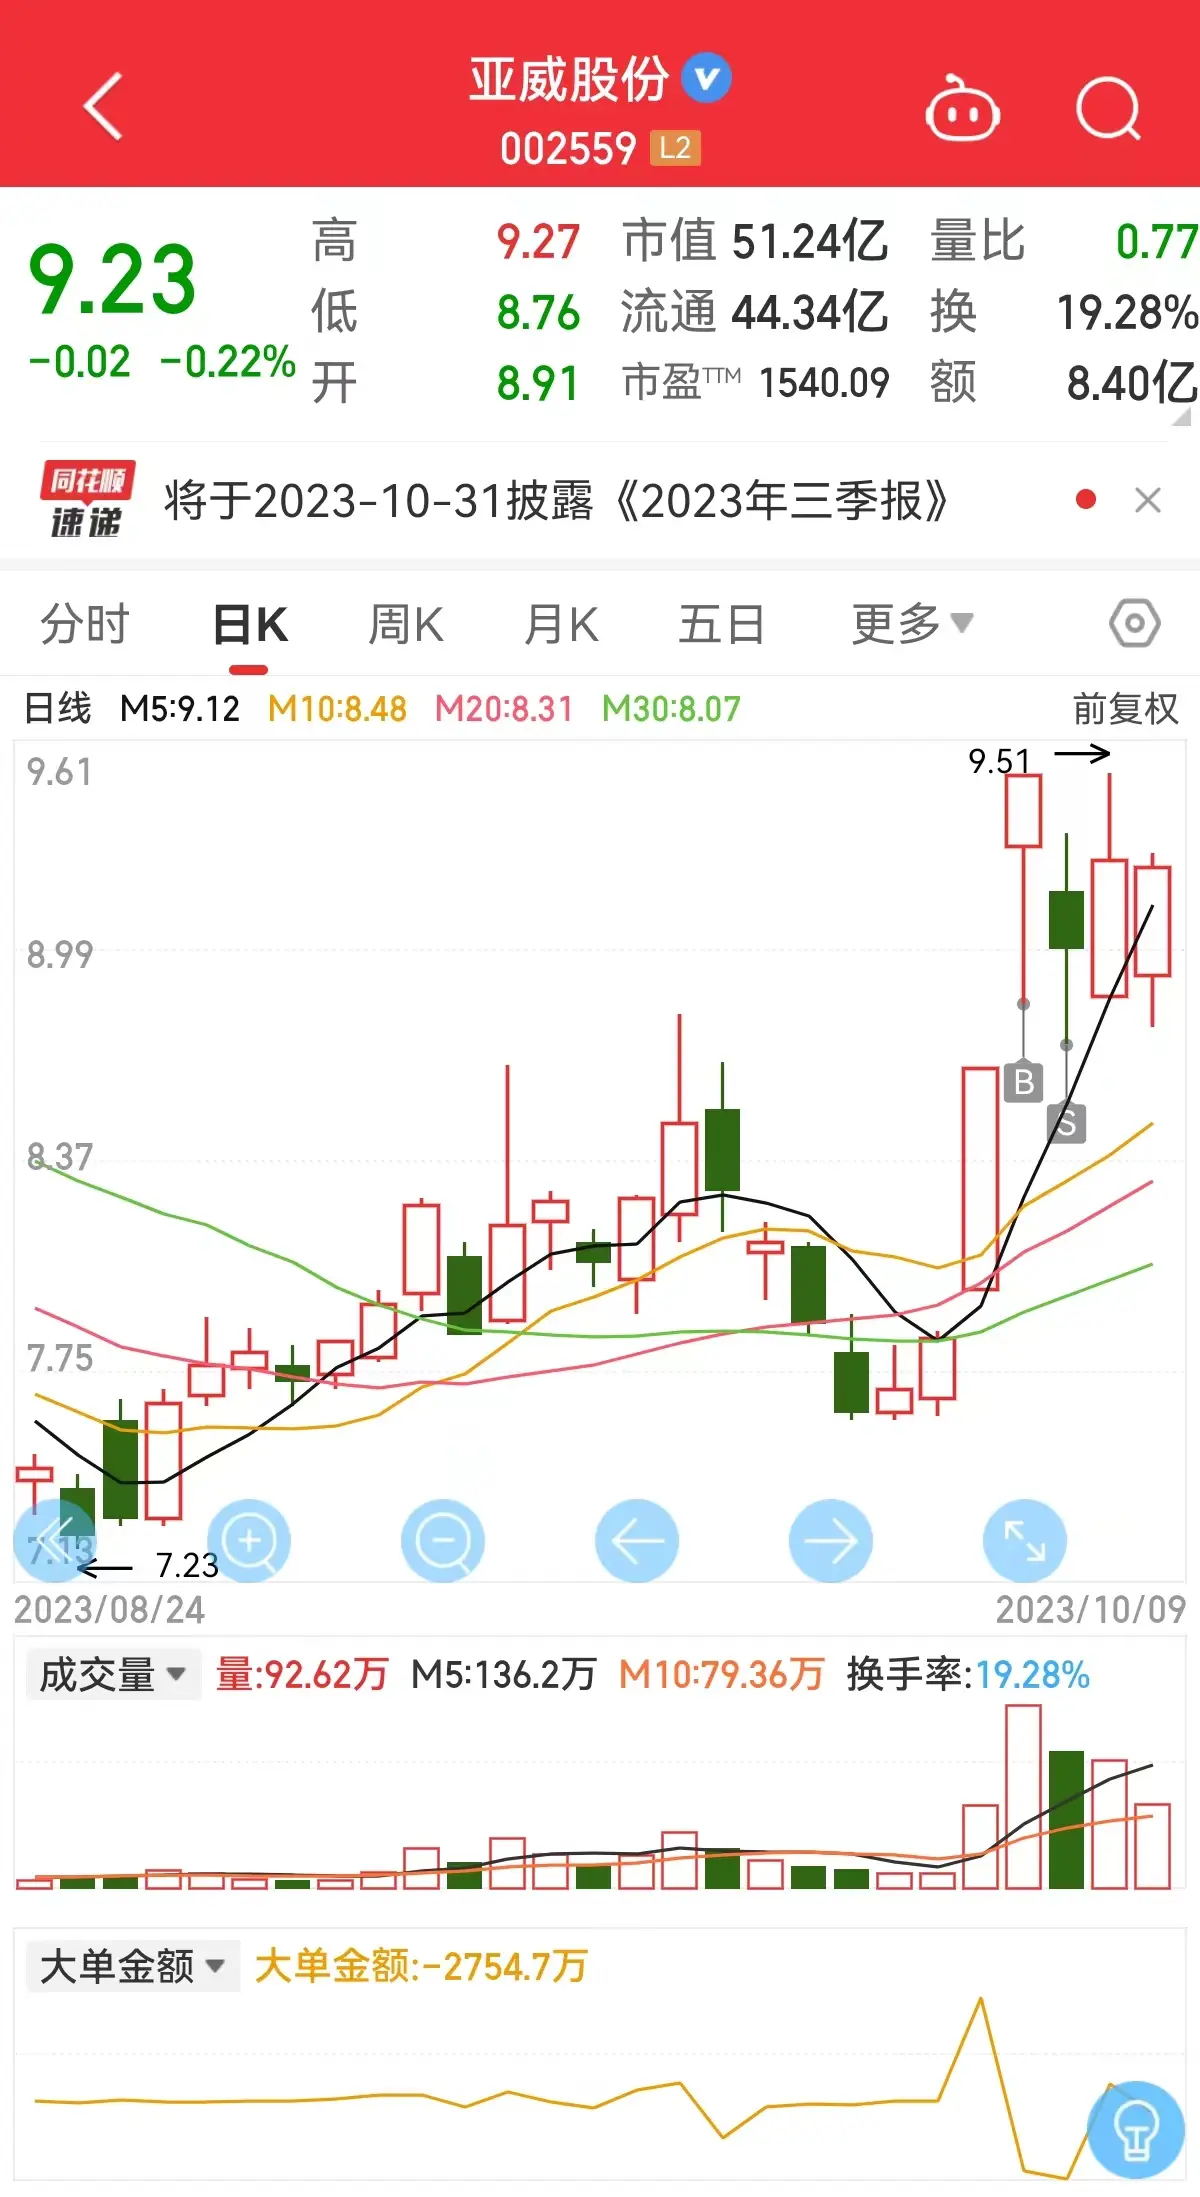 亚威股份
002559 L2
9.23
-0.02 -0.22%
高 9.27 市值 51.24亿 量比 0.77
低 8.76 流通 44.34亿 换 19.28%
开 8.91 市盈TTM 1540.09 额 8.40亿
同花顺
速递
将于2023-10-31披露《2023年三季报》
分时 日K 周K 月K 五日 更多
日线 M5:9.12 M10:8.48 M20:8.31 M30:8.07 前复权
9.51
9.61
8.99
B
S
8.37
7.75
7.13
7.23
2023/08/24 2023/10/09
成交量 量:92.62万 M5:136.2万 M10:79.36万 换手率:19.28%
大单金额 大单金额:-2754.7万